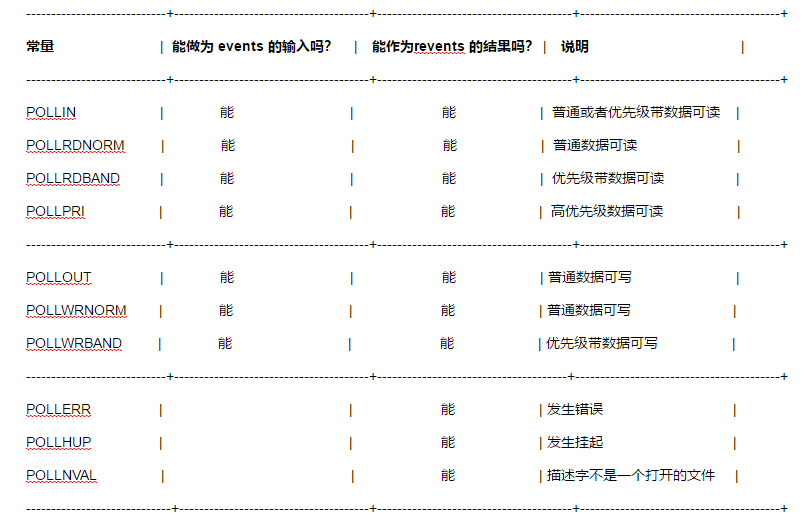 ----------------------------+---------------------------------------+---------------------------------------+----------------------------------------+
常量 | 能做为 events 的输入吗? | 能作为revents 的结果吗? | 说明 |
----------------------------+---------------------------------------+---------------------------------------+----------------------------------------+
POLLIN | 能 | 能 | 普通或者优先级带数据可读 |
POLLRDNORM | 能 | 能 | 普通数据可读 |
POLLRDBAND | 能 | 能 | 优先级带数据可读 |
POLLPRI | 能 | 能 | 高优先级数据可读 |
----------------------------+---------------------------------------+---------------------------------------+----------------------------------------+
POLLOUT | 能 | 能 | 普通数据可写 |
POLLWRNORM | 能 | 能 | 普通数据可写 |
POLLWRBAND | 能 | 能 | 优先级带数据可写 |
----------------------------+---------------------------------------+--------------------------------------+-----------------------------------------+
POLLERR | | 能 | 发生错误 |
POLLHUP | | 能 | 发生挂起 |
POLLNVAL | | 能 | 描述字不是一个打开的文件 |
-----------------------------+--------------------------------------+---------------------------------------+----------------------------------------+